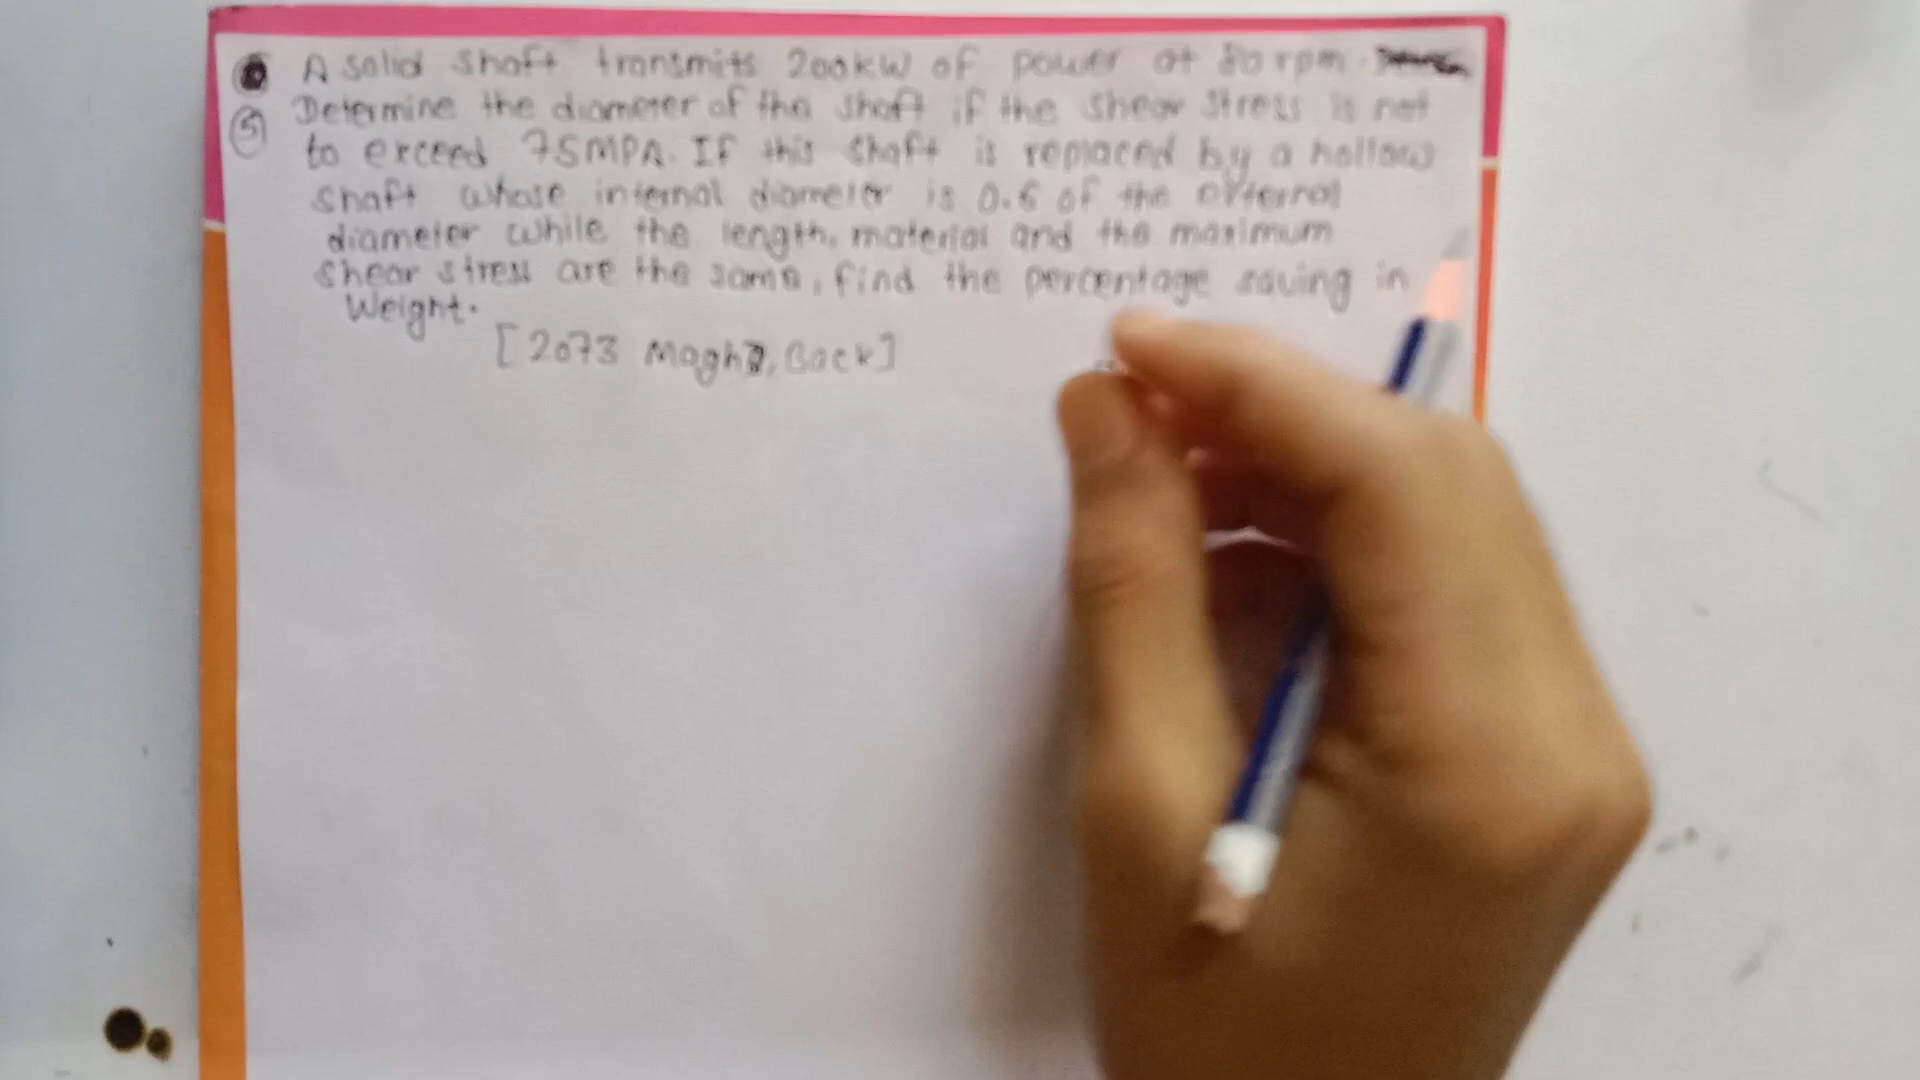 A solid shaft transmits 200kW of power at 80 rpm.
⑤ Determine the diameter of the shaft if the shear stress is not
to exceed 75MPA. If this shaft is replaced by a hollow
shaft whose internal diameter is 0.6 of the external
diameter while the length, material and the maximum
shear stress are the same, find the percentage saving in
Weight.
[2073 Magh, Back]